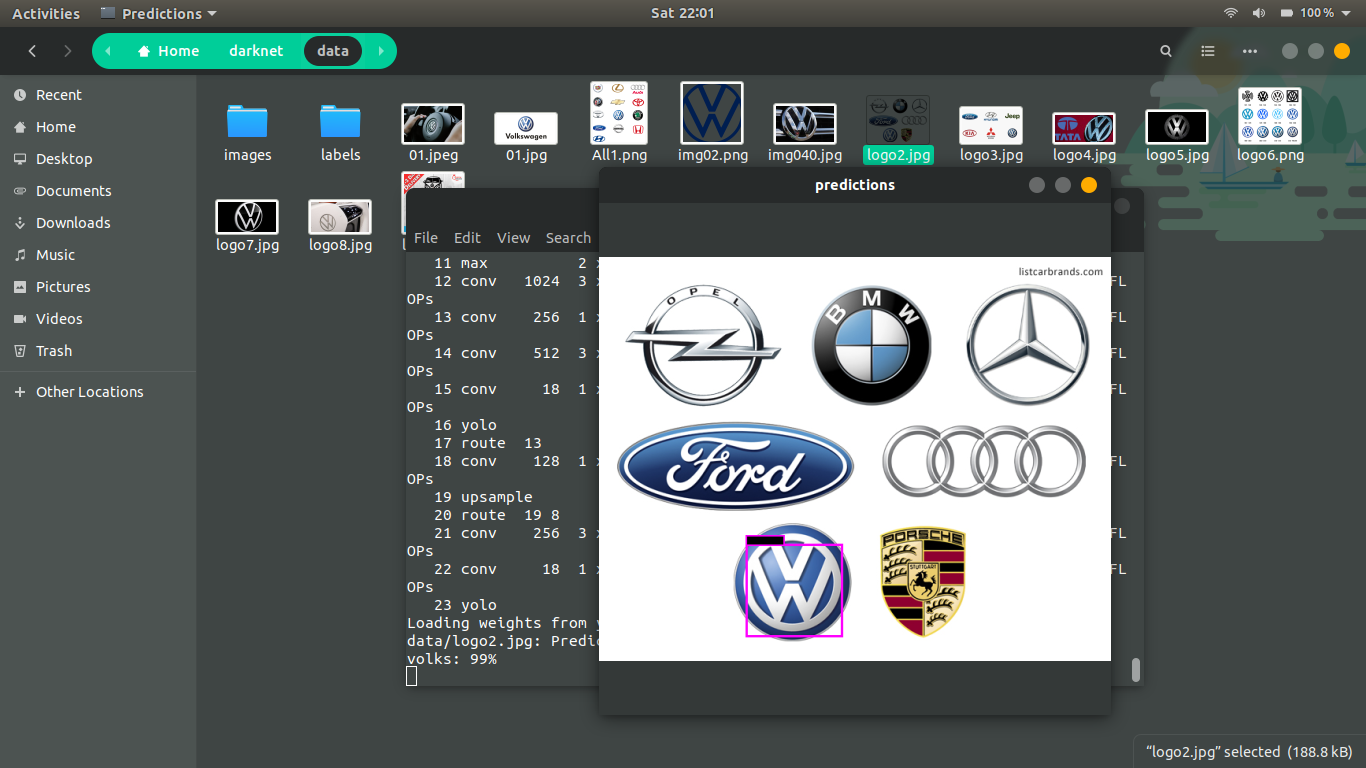 Activities Predictions Sat 22:01 100%
Home darknet data
Recent
Home
Desktop
Documents
Downloads
Music
Pictures
Videos
Trash
Other Locations
images labels 01.jpeg 01.jpg All1.png img02.png img040.jpg logo2.jpg logo3.jpg logo4.jpg logo5.jpg logo6.png
Volkswagen
TATA
logo7.jpg logo8.jpg
predictions
File Edit View Search
11 max 2
12 conv 1024 3 FL
OPs
13 conv 256 1 FL
OPs
14 conv 512 3 FL
OPs
15 conv 18 1 FL
OPs
16 yolo
17 route 13
18 conv 128 1 FL
OPs
19 upsample
20 route 19 8
21 conv 256 3 FL
OPs
22 conv 18 1 FL
OPs
23 yolo
Loading weights from
data/logo2.jpg:
volks: 99%
listcarbrands.com
OPEL
BMW
Ford
VW
PORSCHE
STUTTGART
"logo2.jpg" selected (188.8 kB)